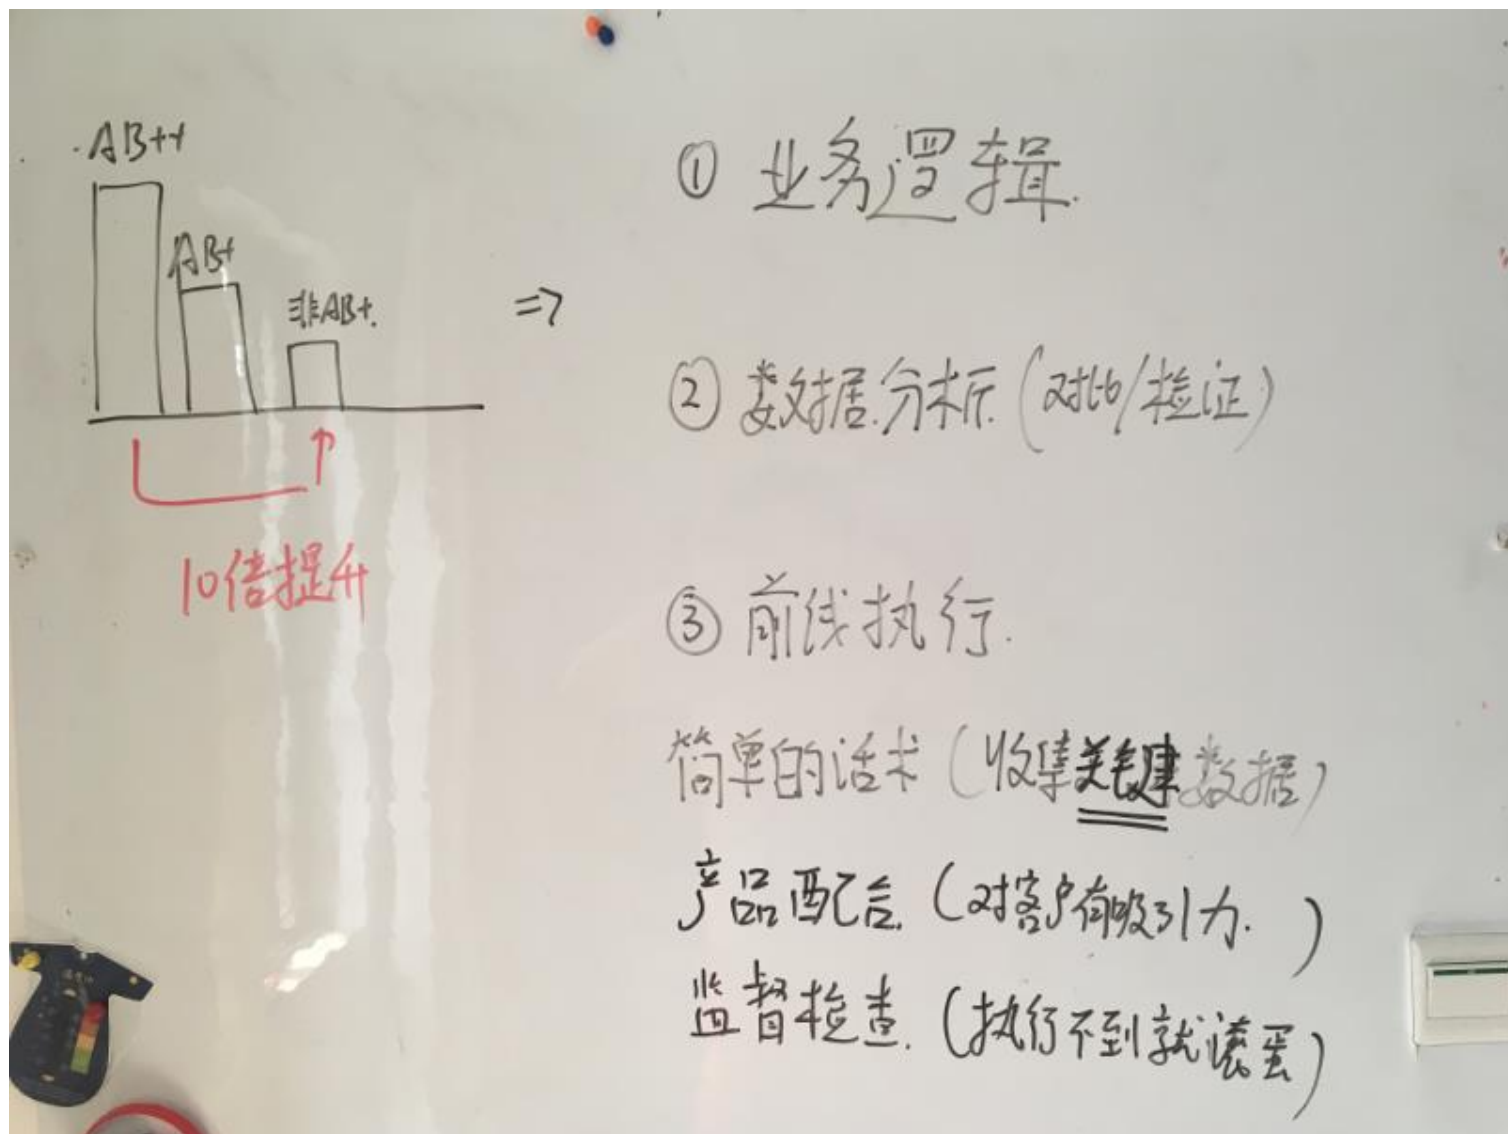 AB++
AB+
非AB+.
=>
10倍提升
① 业务逻辑.
② 数据分析(对比/检证)
③ 前线执行.
简单的话术(收集关键数据)
产品配合.(对客户有吸引力.)
监督检查.(执行不到就滚蛋)